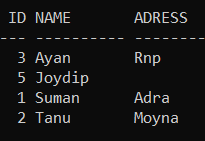 ID NAME ADRESS
--- ---------- --------
3 Ayan Rnp
5 Joydip
1 Suman Adra
2 Tanu Moyna